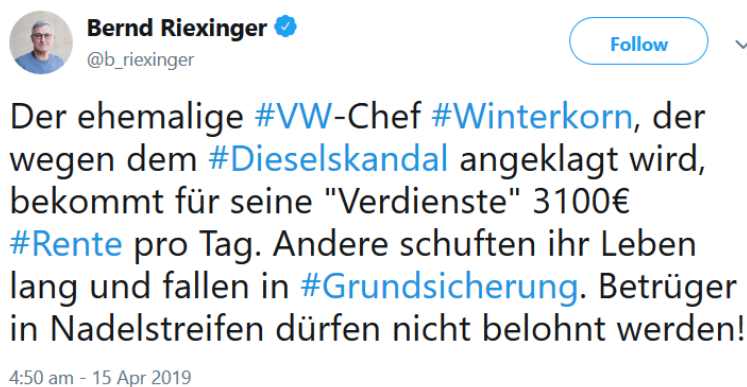 Bernd Riexinger
@b_riexinger
Follow
Der ehemalige #VW-Chef #Winterkorn, der
wegen dem #Dieselskandal angeklagt wird,
bekommt für seine "Verdienste" 3100€
#Rente pro Tag. Andere schuften ihr Leben
lang und fallen in #Grundsicherung. Betrüger
in Nadelstreifen dürfen nicht belohnt werden!
4:50 am - 15 Apr 2019